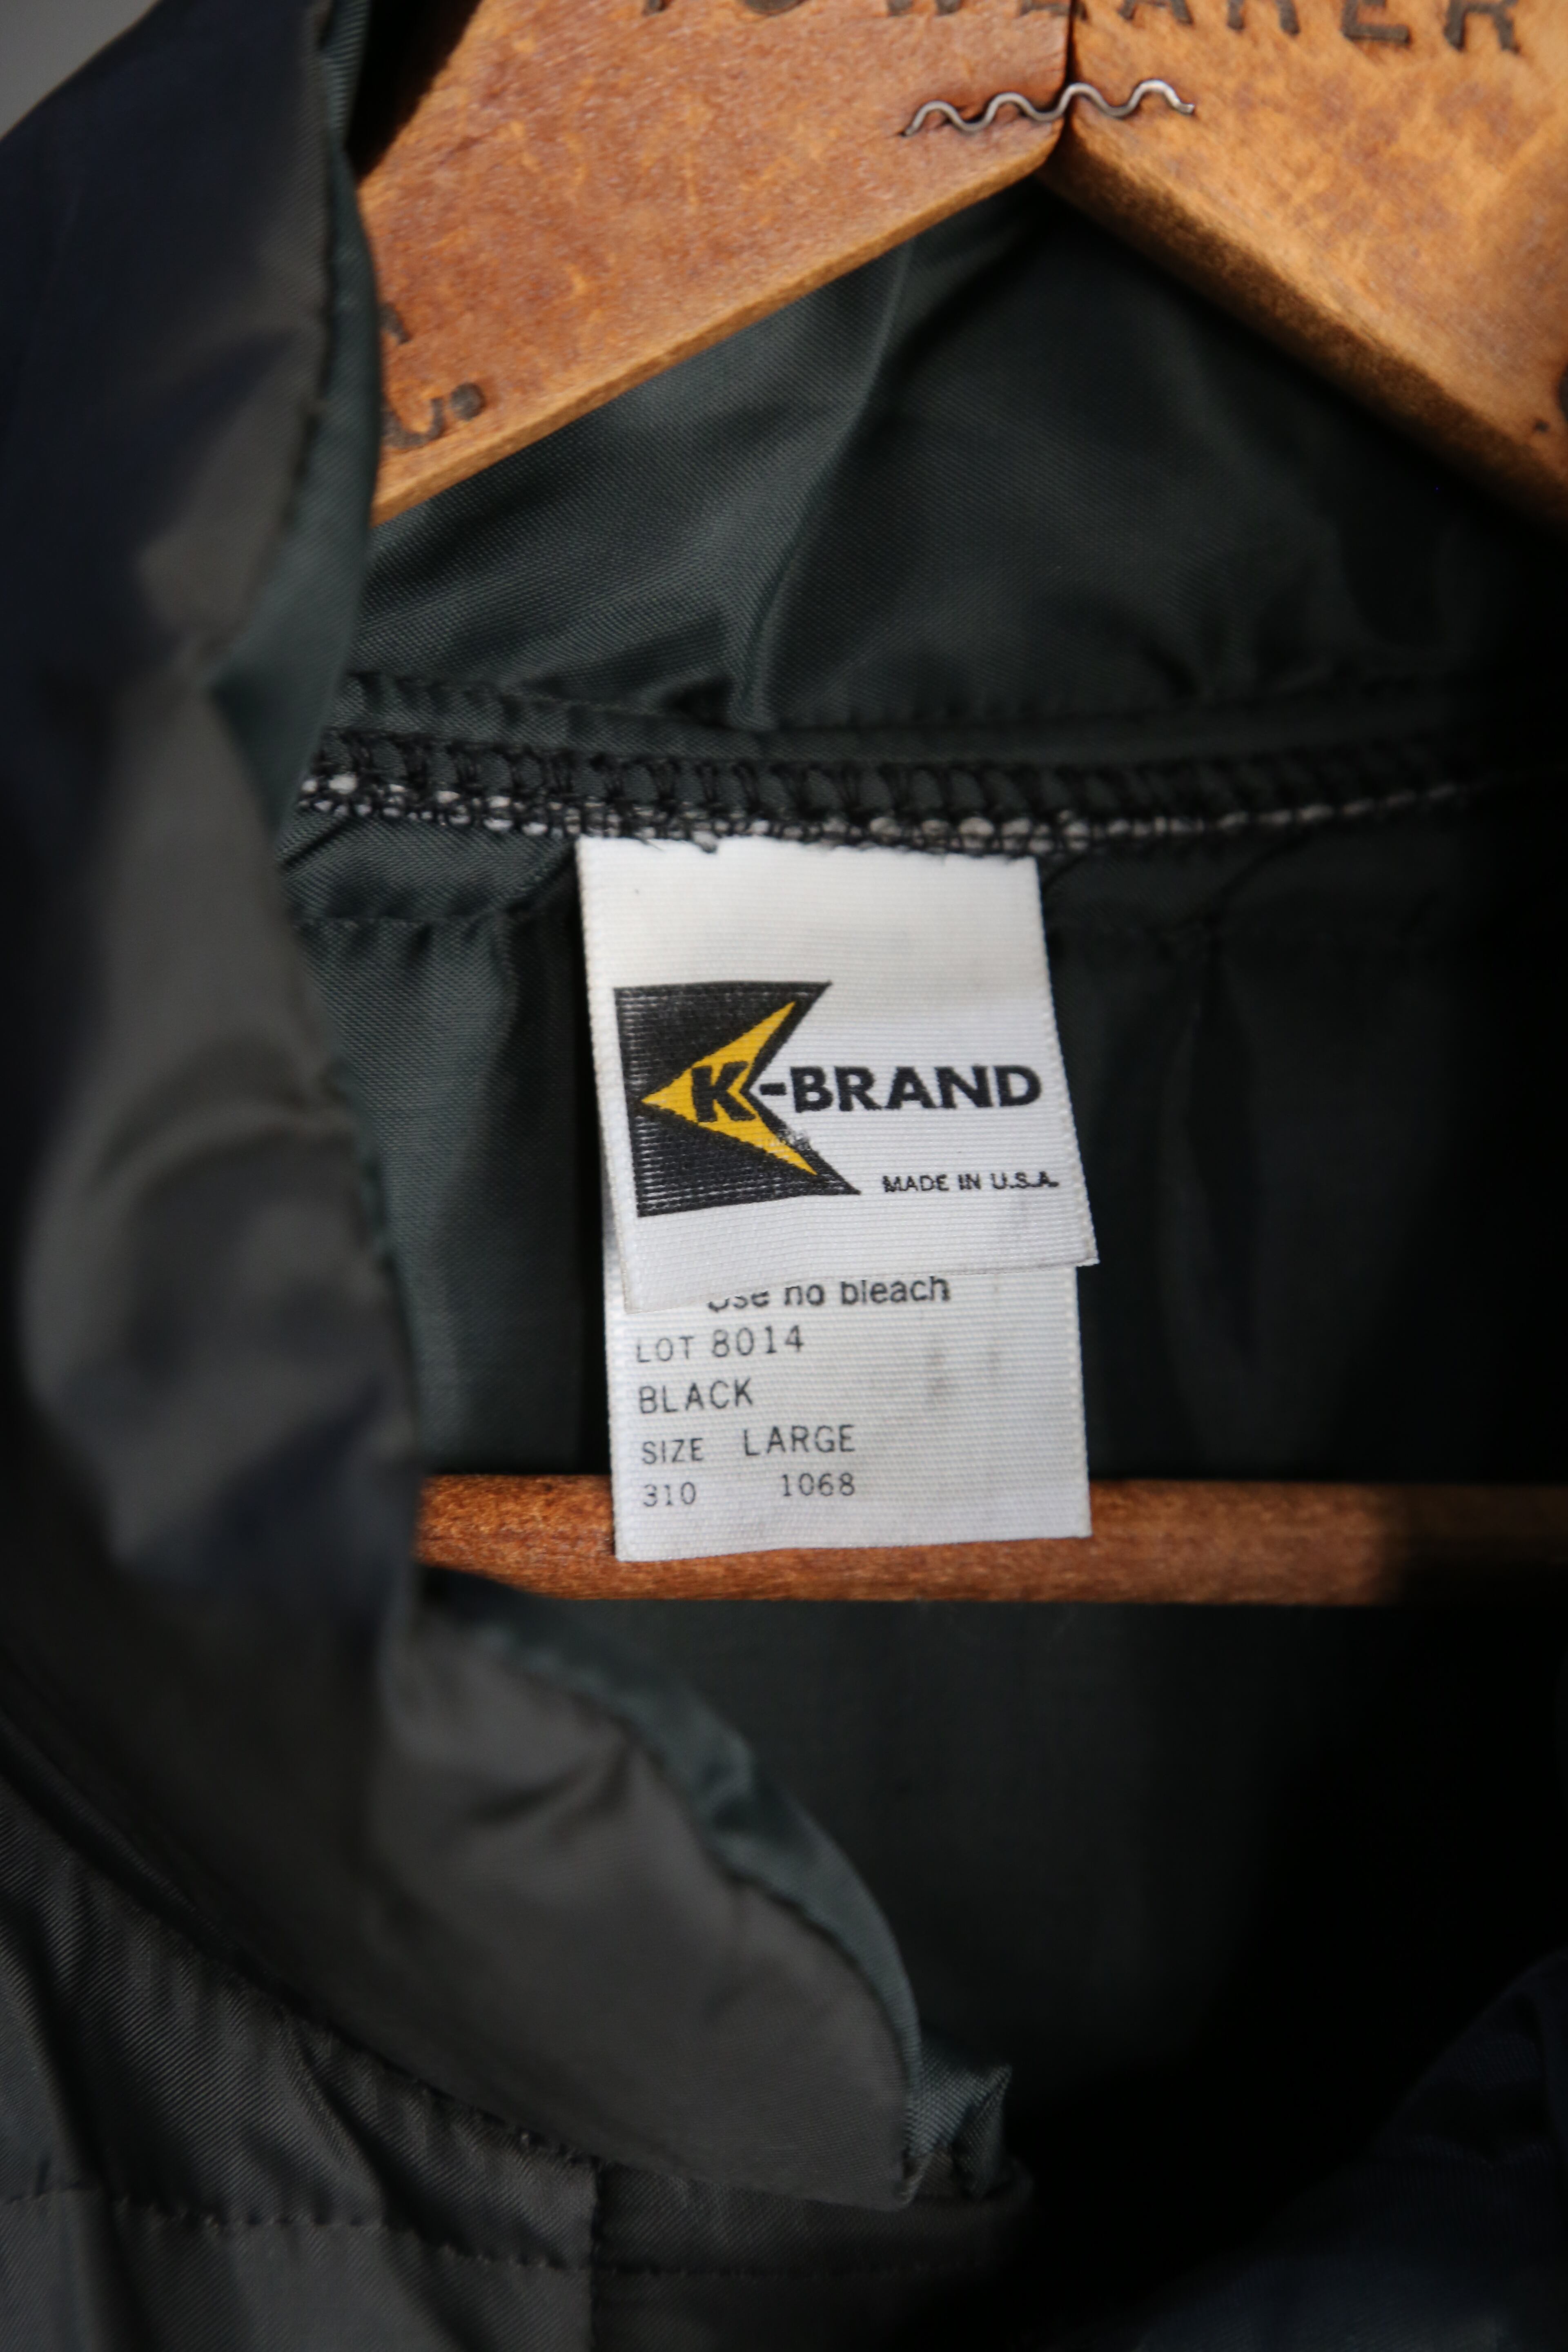 K-BRAND
MADE IN U.S.A.
Use no bleach
LOT 8014
BLACK
SIZE LARGE
310 1068